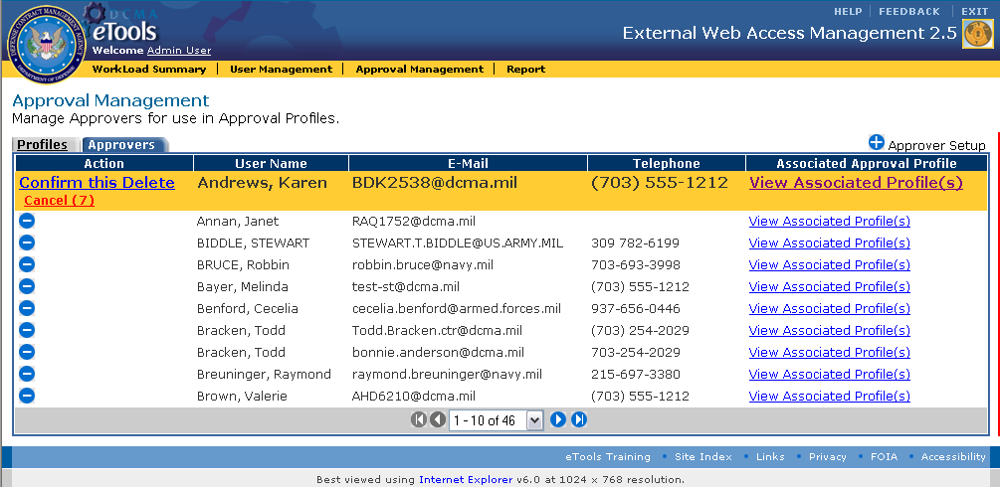 HELP | FEEDBACK | EXIT
DCMA
eTools
External Web Access Management 2.5
Welcome Admin User
WorkLoad Summary | User Management | Approval Management | Report
DEFENSE CONTRACT MANAGEMENT AGENCY
DEPARTMENT OF DEFENSE
Approval Management
Manage Approvers for use in Approval Profiles.
Profiles Approvers Approver Setup
Action User Name E-Mail Telephone Associated Approval Profile
Confirm this Delete Andrews, Karen BDK2538@dcma.mil (703) 555-1212 View Associated Profile(s)
Cancel (7)
Annan, Janet RAQ1752@dcma.mil View Associated Profile(s)
BIDDLE, STEWART STEWART.T.BIDDLE@US.ARMY.MIL 309 782-6199 View Associated Profile(s)
BRUCE, Robbin robbin.bruce@navy.mil 703-693-3998 View Associated Profile(s)
Bayer, Melinda test-st@dcma.mil (703) 555-1212 View Associated Profile(s)
Benford, Cecelia cecelia.benford@armed.forces.mil 937-656-0446 View Associated Profile(s)
Bracken, Todd Todd.Bracken.ctr@dcma.mil (703) 254-2029 View Associated Profile(s)
Bracken, Todd bonnie.anderson@dcma.mil 703-254-2029 View Associated Profile(s)
Breuninger, Raymond raymond.breuninger@navy.mil 215-697-3380 View Associated Profile(s)
Brown, Valerie AHD6210@dcma.mil (703) 555-1212 View Associated Profile(s)
1 - 10 of 46
eTools Training • Site Index • Links • Privacy • FOIA • Accessibility
Best viewed using Internet Explorer v6.0 at 1024 x 768 resolution.